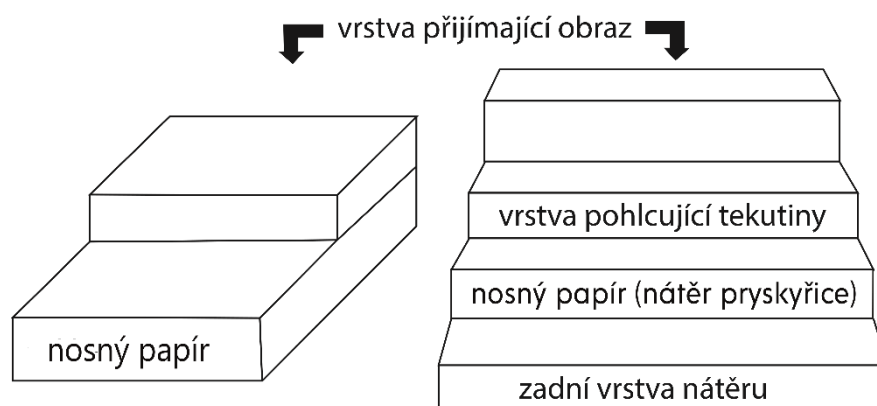 vrstva přijímající obraz
vrstva pohlcující tekutiny
nosný papír (nátěr pryskyřice)
nosný papír
zadní vrstva nátěru